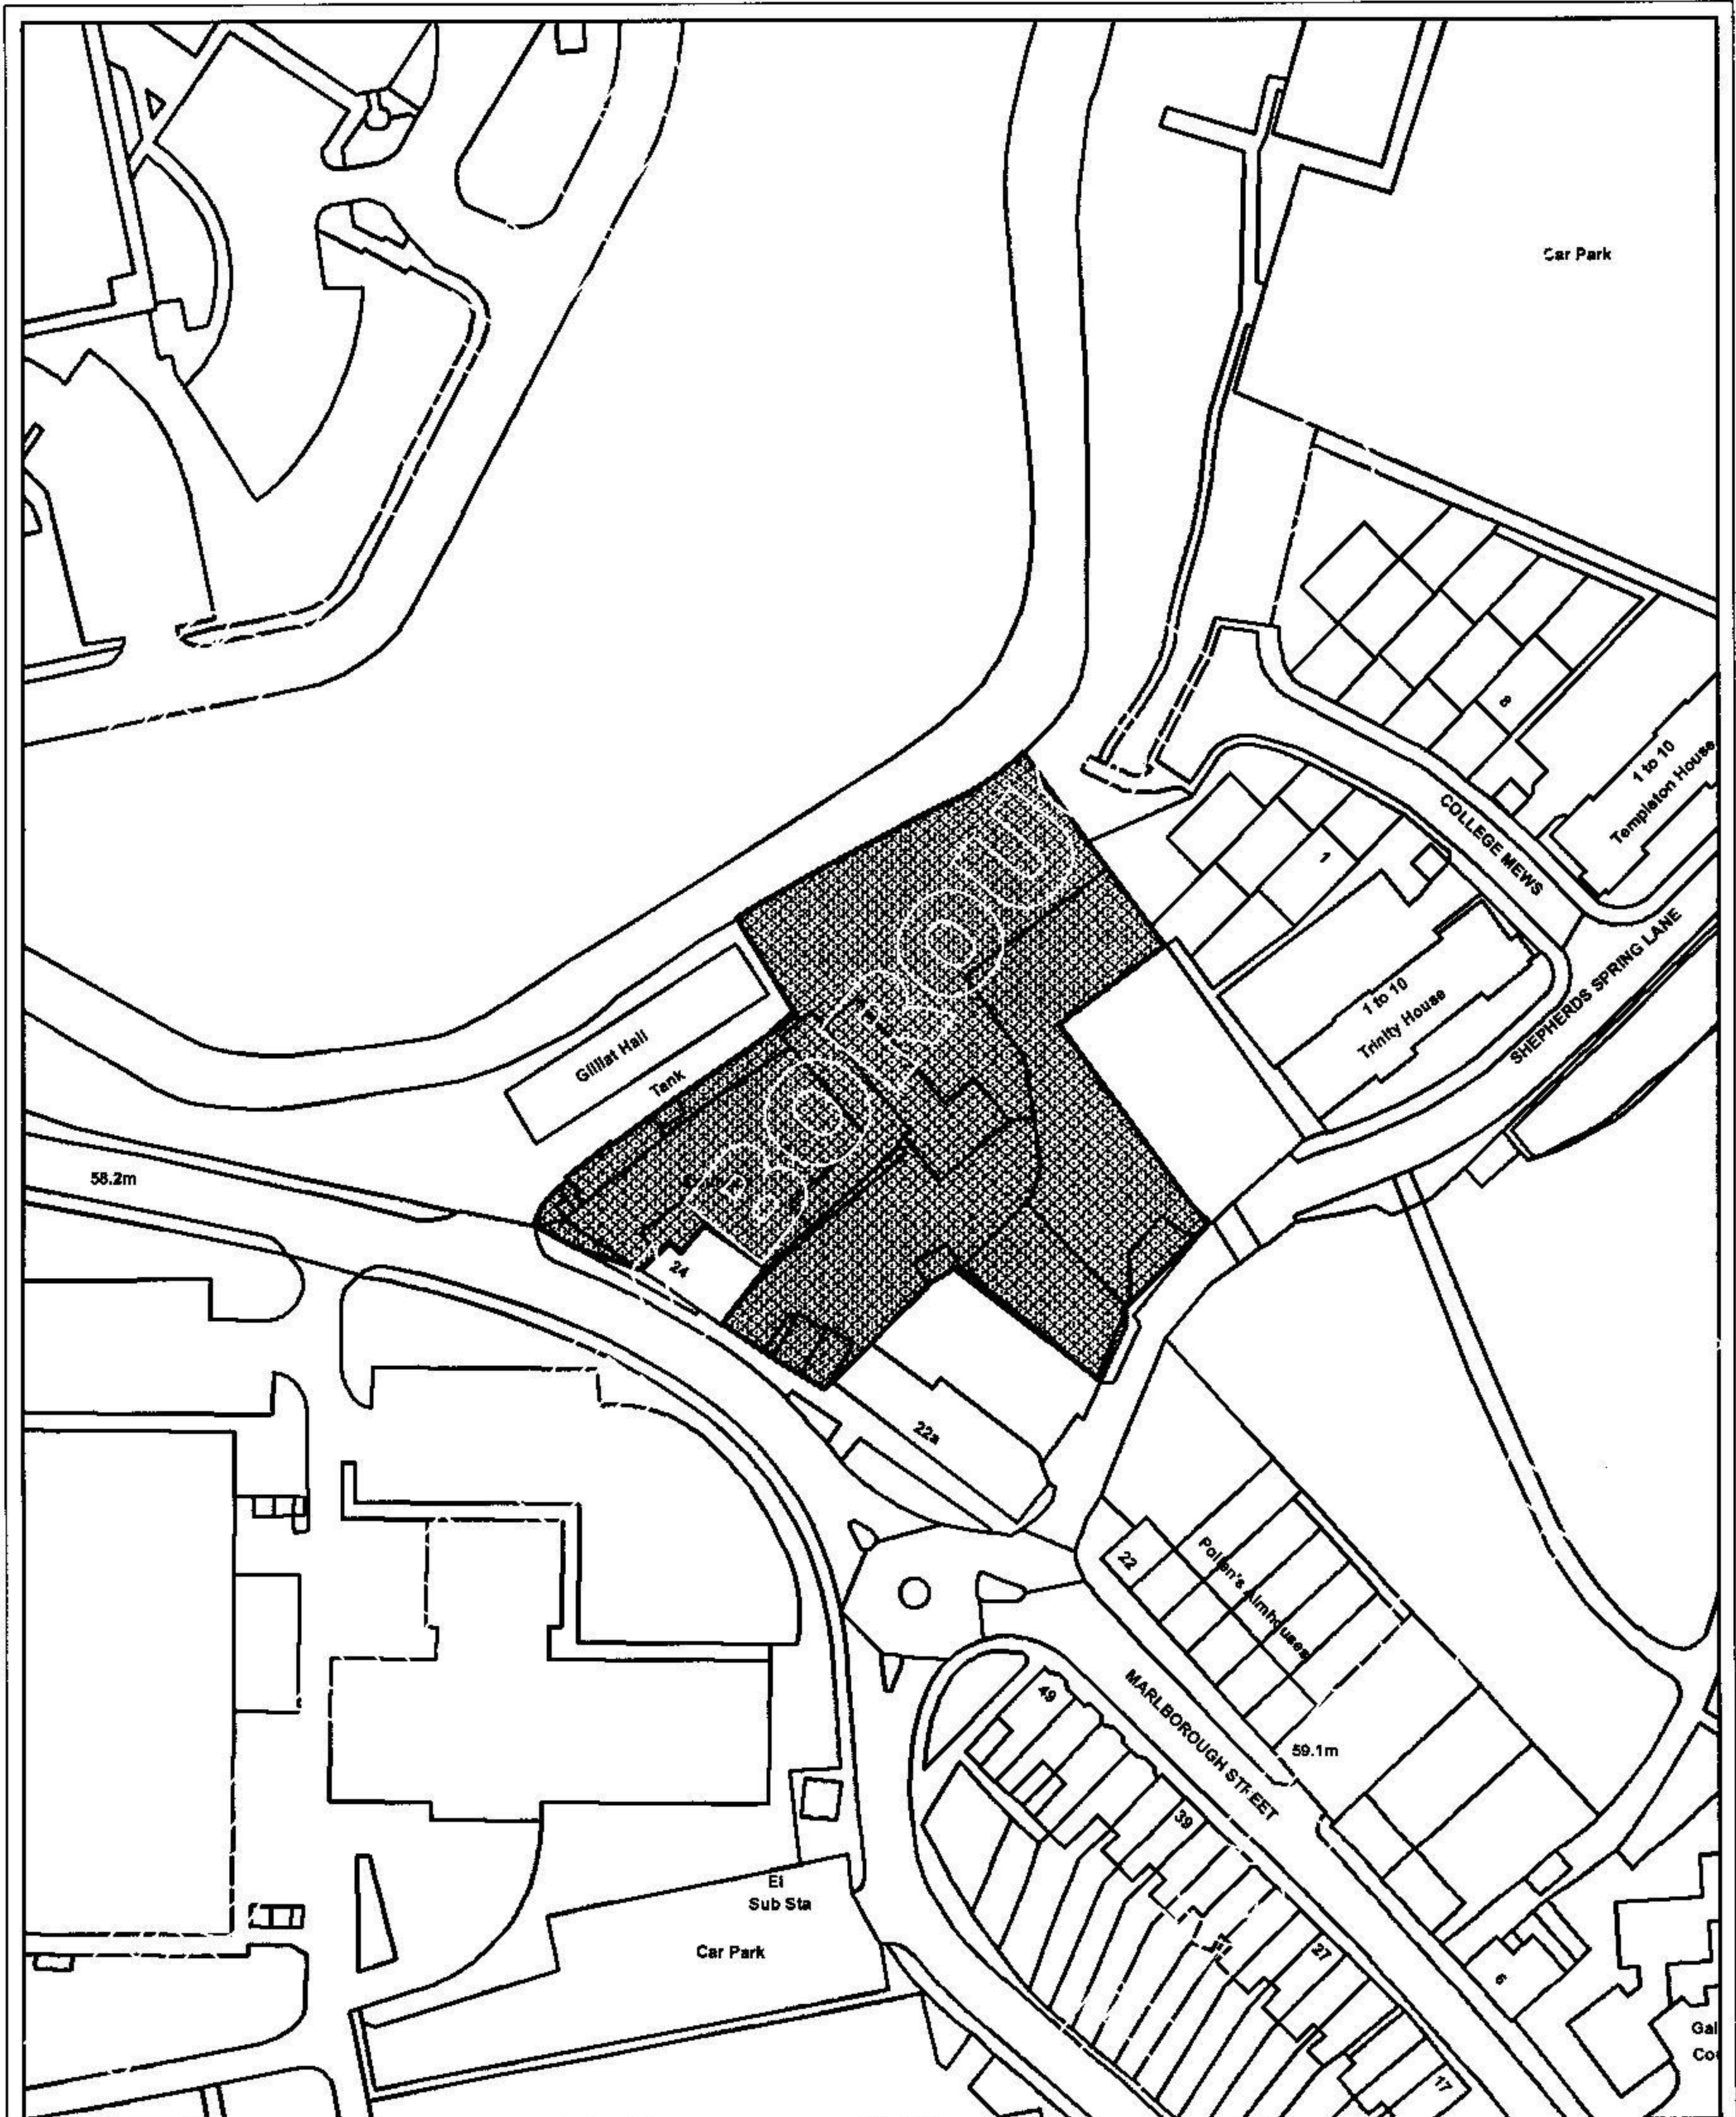 Car Park
8
1 to 10
Templeton House
COLLEGE MEWS
1
SHEPHERDS SPRING LANE
1 to 10
Trinity House
Gilliat Hall
Tank
58.2m
24
22a
22
Pollen's Almhouses
49
MARLBOROUGH STREET
59.1m
39
El
Sub Sta
Car Park
27
6
17
Gal
Co